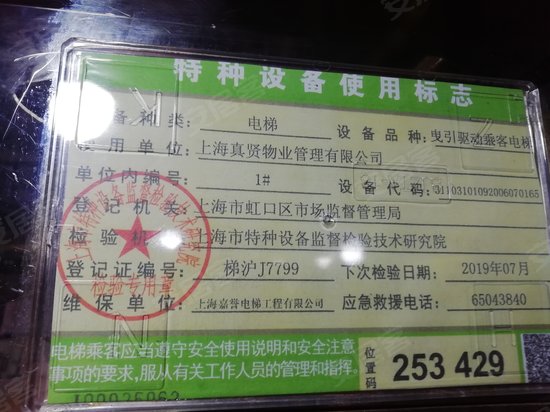 特种设备使用标志
设备种类: 电梯 设备品种: 曳引驱动乘客电梯
使用单位: 上海真贤物业管理有限公司
单位内编号: 1# 设备代码: 31103101092006070165
登记机关: 上海市虹口区市场监督管理局
检验机构: 上海市特种设备监督检验技术研究院
登记证编号: 梯沪J7799 下次检验日期: 2019年07月
维保单位: 上海嘉誉电梯工程有限公司 应急救援电话: 65043840
检验专用章
电梯乘客应当遵守安全使用说明和安全注意
事项的要求,服从有关工作人员的管理和指挥。
位置码 253 429